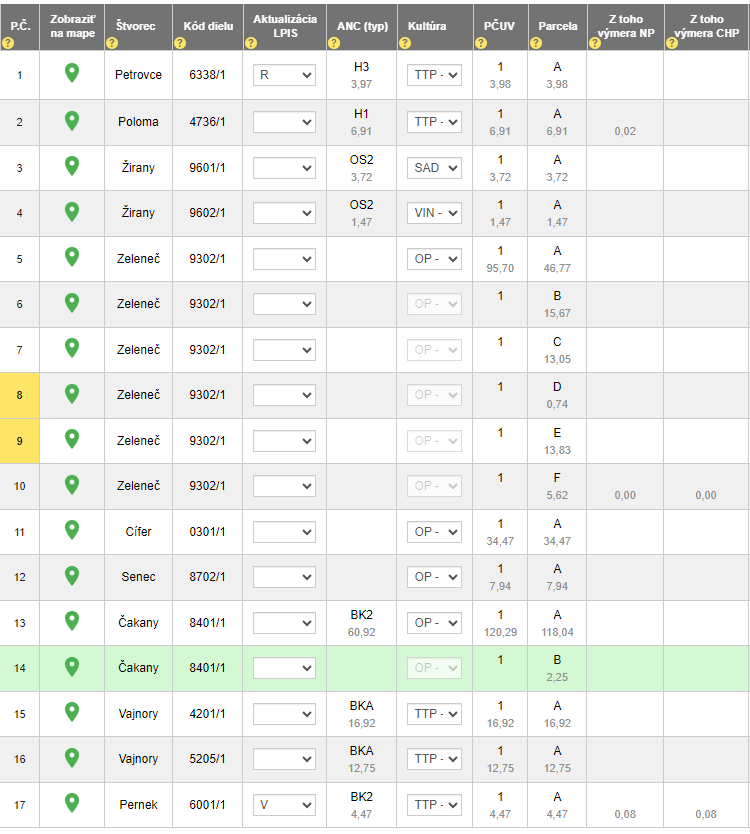 P.Č. Zobraziť na mape Štvorec Kód dielu Aktualizácia LPIS ANC (typ) Kultúra PČUV Parcela Z toho výmera NP Z toho výmera CHP
? ? ? ? ? ? ? ? ? ?
1 Petrovce 6338/1 R H3 TTP - 1 A
3,97 3,98 3,98
2 Poloma 4736/1 H1 TTP - 1 A
6,91 6,91 6,91 0,02
3 Žirany 9601/1 OS2 SAD 1 A
3,72 3,72 3,72
4 Žirany 9602/1 OS2 VIN - 1 A
1,47 1,47 1,47
5 Zeleneč 9302/1 OP - 1 A
95,70 46,77
6 Zeleneč 9302/1 OP - 1 B
15,67
7 Zeleneč 9302/1 OP - 1 C
13,05
8 Zeleneč 9302/1 OP - 1 D
0,74
9 Zeleneč 9302/1 OP - 1 E
13,83
10 Zeleneč 9302/1 OP - 1 F
5,62 0,00 0,00
11 Cífer 0301/1 OP - 1 A
34,47 34,47
12 Senec 8702/1 OP - 1 A
7,94 7,94
13 Čakany 8401/1 BK2 OP - 1 A
60,92 120,29 118,04
14 Čakany 8401/1 OP - 1 B
2,25
15 Vajnory 4201/1 BKA TTP - 1 A
16,92 16,92 16,92
16 Vajnory 5205/1 BKA TTP - 1 A
12,75 12,75 12,75
17 Pernek 6001/1 V BK2 TTP - 1 A
4,47 4,47 4,47 0,08 0,08